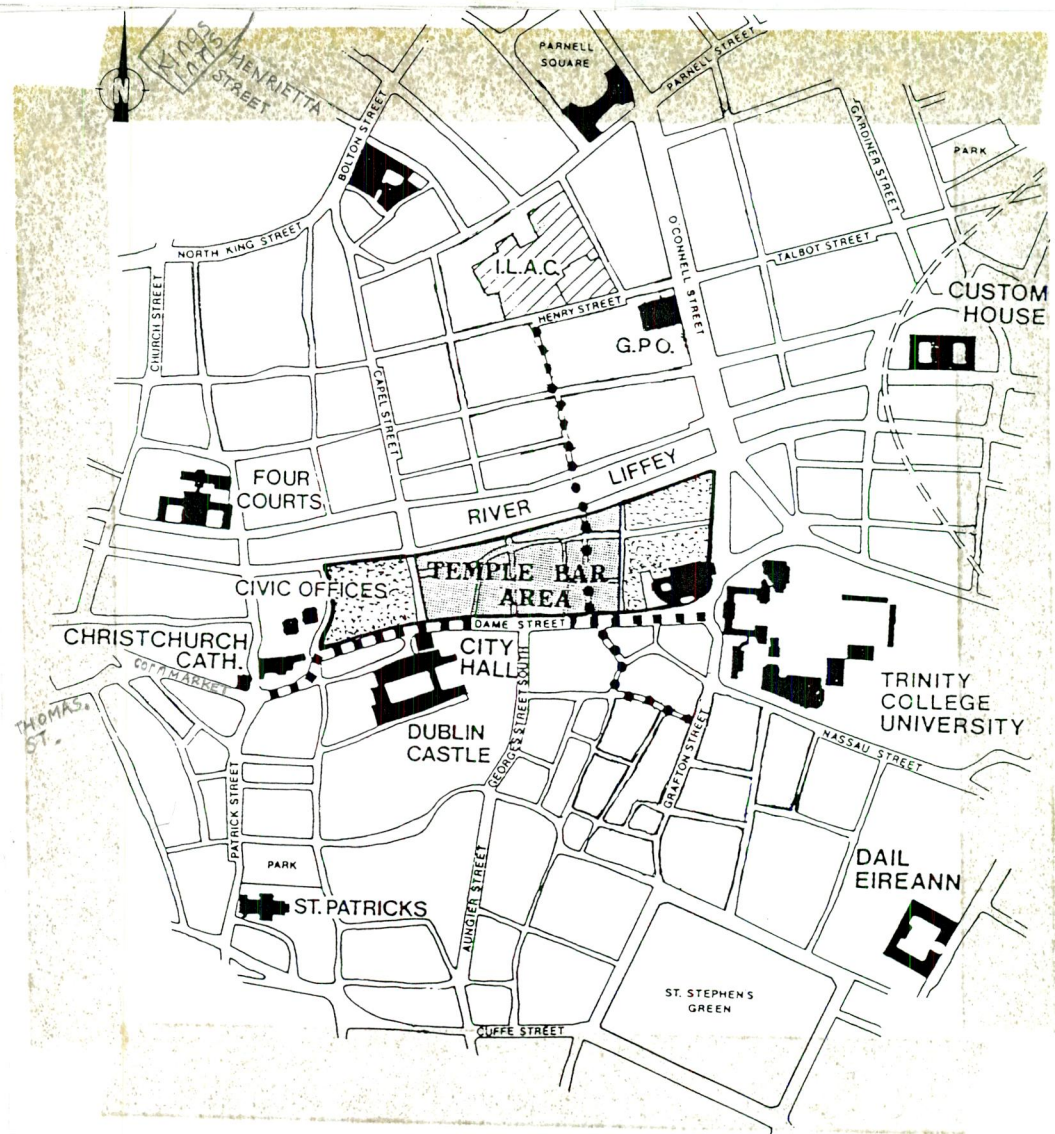 Kings
Inn
HENRIETTA
STREET
N
PARNELL
SQUARE
PARNELL STREET
BOLTON STREET
GARDINER STREET
PARK
NORTH KING STREET
O'CONNELL STREET
TALBOT STREET
I.L.A.C.
CHURCH STREET
HENRY STREET
CUSTOM
HOUSE
G.P.O.
CAPEL STREET
FOUR
COURTS
RIVER LIFFEY
CIVIC OFFICES
TEMPLE BAR
AREA
DAME STREET
CHRISTCHURCH
CATH.
CORNMARKET
CITY
HALL
THOMAS.
ST.
DUBLIN
CASTLE
GEORGES STREET SOUTH
TRINITY
COLLEGE
UNIVERSITY
GRAFTON STREET
NASSAU STREET
PATRICK STREET
PARK
DAIL
EIREANN
AUNGIER STREET
ST. PATRICKS
ST. STEPHENS
GREEN
CUFFE STREET